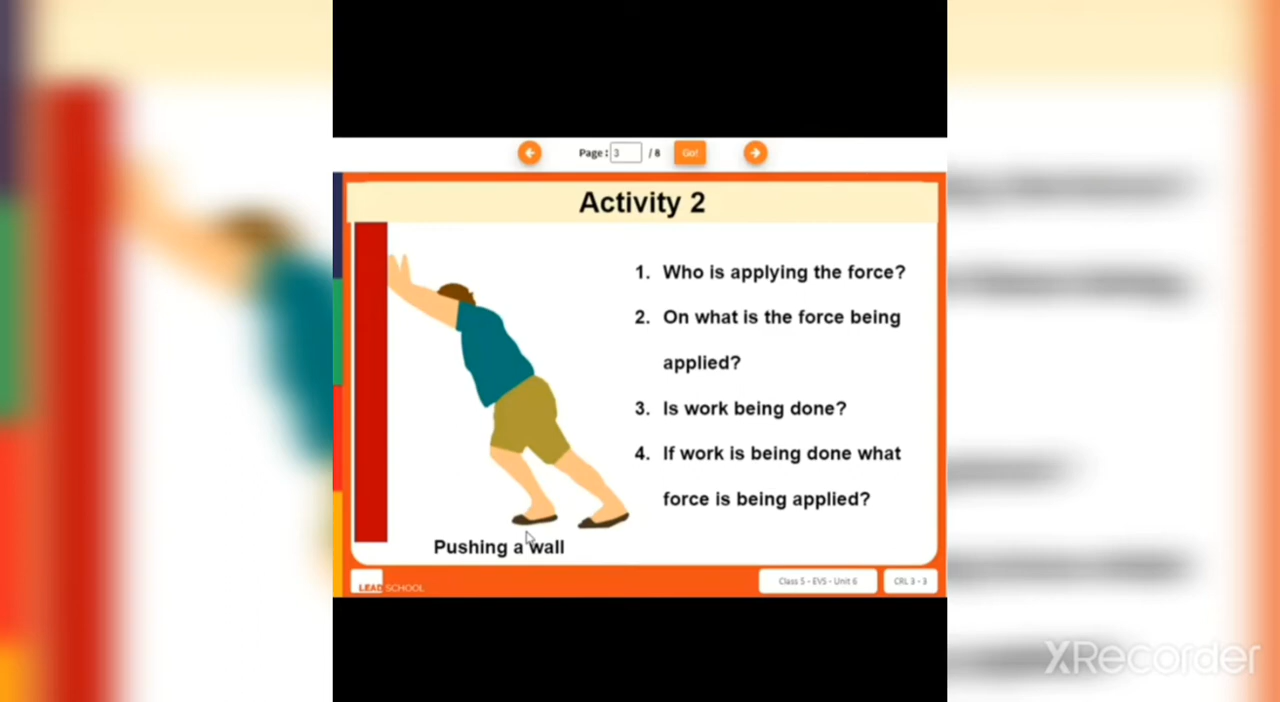 Page: 3 / 8 Go!
Activity 2
1. Who is applying the force?
2. On what is the force being
applied?
3. Is work being done?
4. If work is being done what
force is being applied?
Pushing a wall
LEAD SCHOOL
Class 5 - EVS - Unit 6
CRL 3 - 3
XRecorder